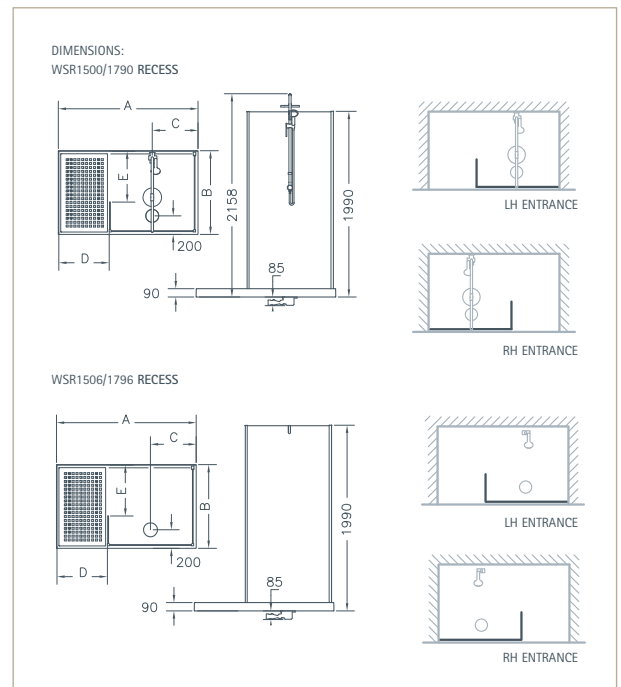 DIMENSIONS:
WSR1500/1790 RECESS
A
C
E
B
D
200
2158
1990
85
90
LH ENTRANCE
RH ENTRANCE
WSR1506/1796 RECESS
A
C
E
B
D
200
1990
85
90
LH ENTRANCE
RH ENTRANCE